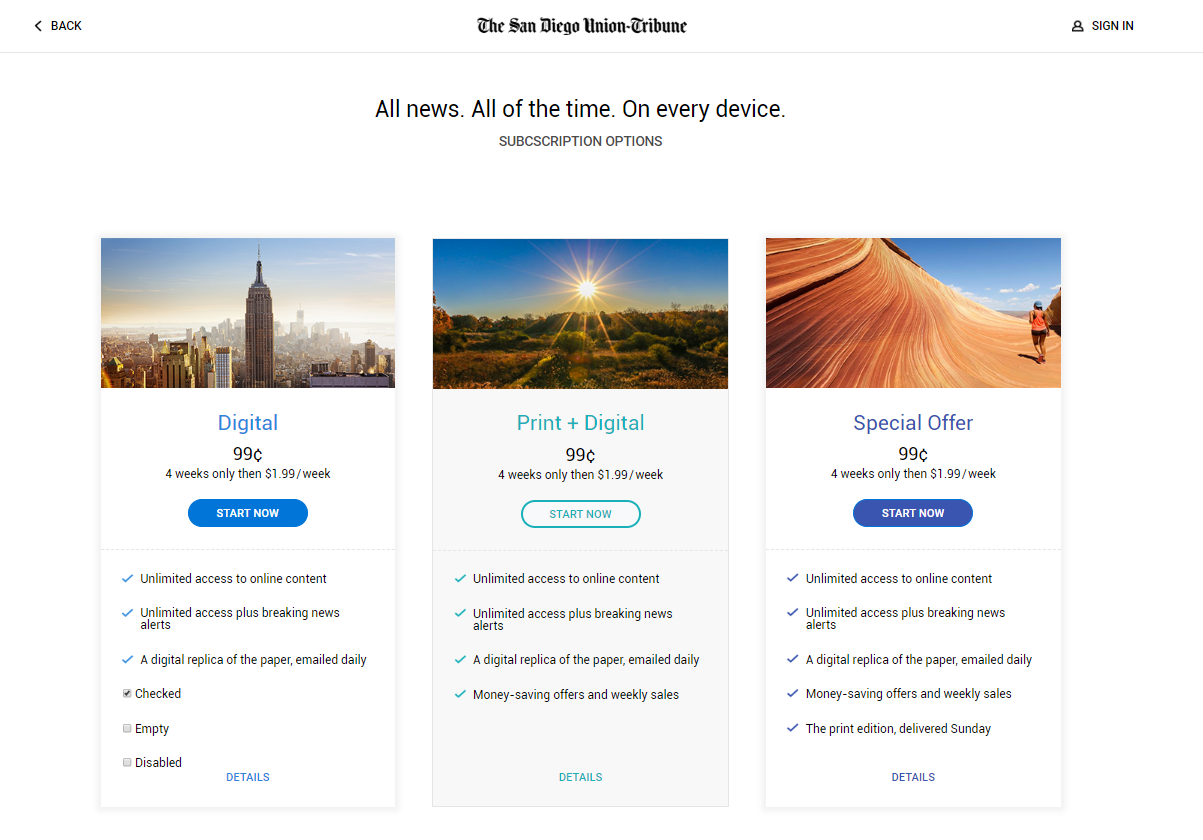 BACK
The San Diego Union-Tribune
SIGN IN
All news. All of the time. On every device.
SUBCSCRIPTION OPTIONS
Digital
99¢
4 weeks only then $1.99/week
START NOW
Unlimited access to online content
Unlimited access plus breaking news
alerts
A digital replica of the paper, emailed daily
Checked
Empty
Disabled
DETAILS
Print + Digital
99¢
4 weeks only then $1.99/week
START NOW
Unlimited access to online content
Unlimited access plus breaking news
alerts
A digital replica of the paper, emailed daily
Money-saving offers and weekly sales
DETAILS
Special Offer
99¢
4 weeks only then $1.99/week
START NOW
Unlimited access to online content
Unlimited access plus breaking news
alerts
A digital replica of the paper, emailed daily
Money-saving offers and weekly sales
The print edition, delivered Sunday
DETAILS